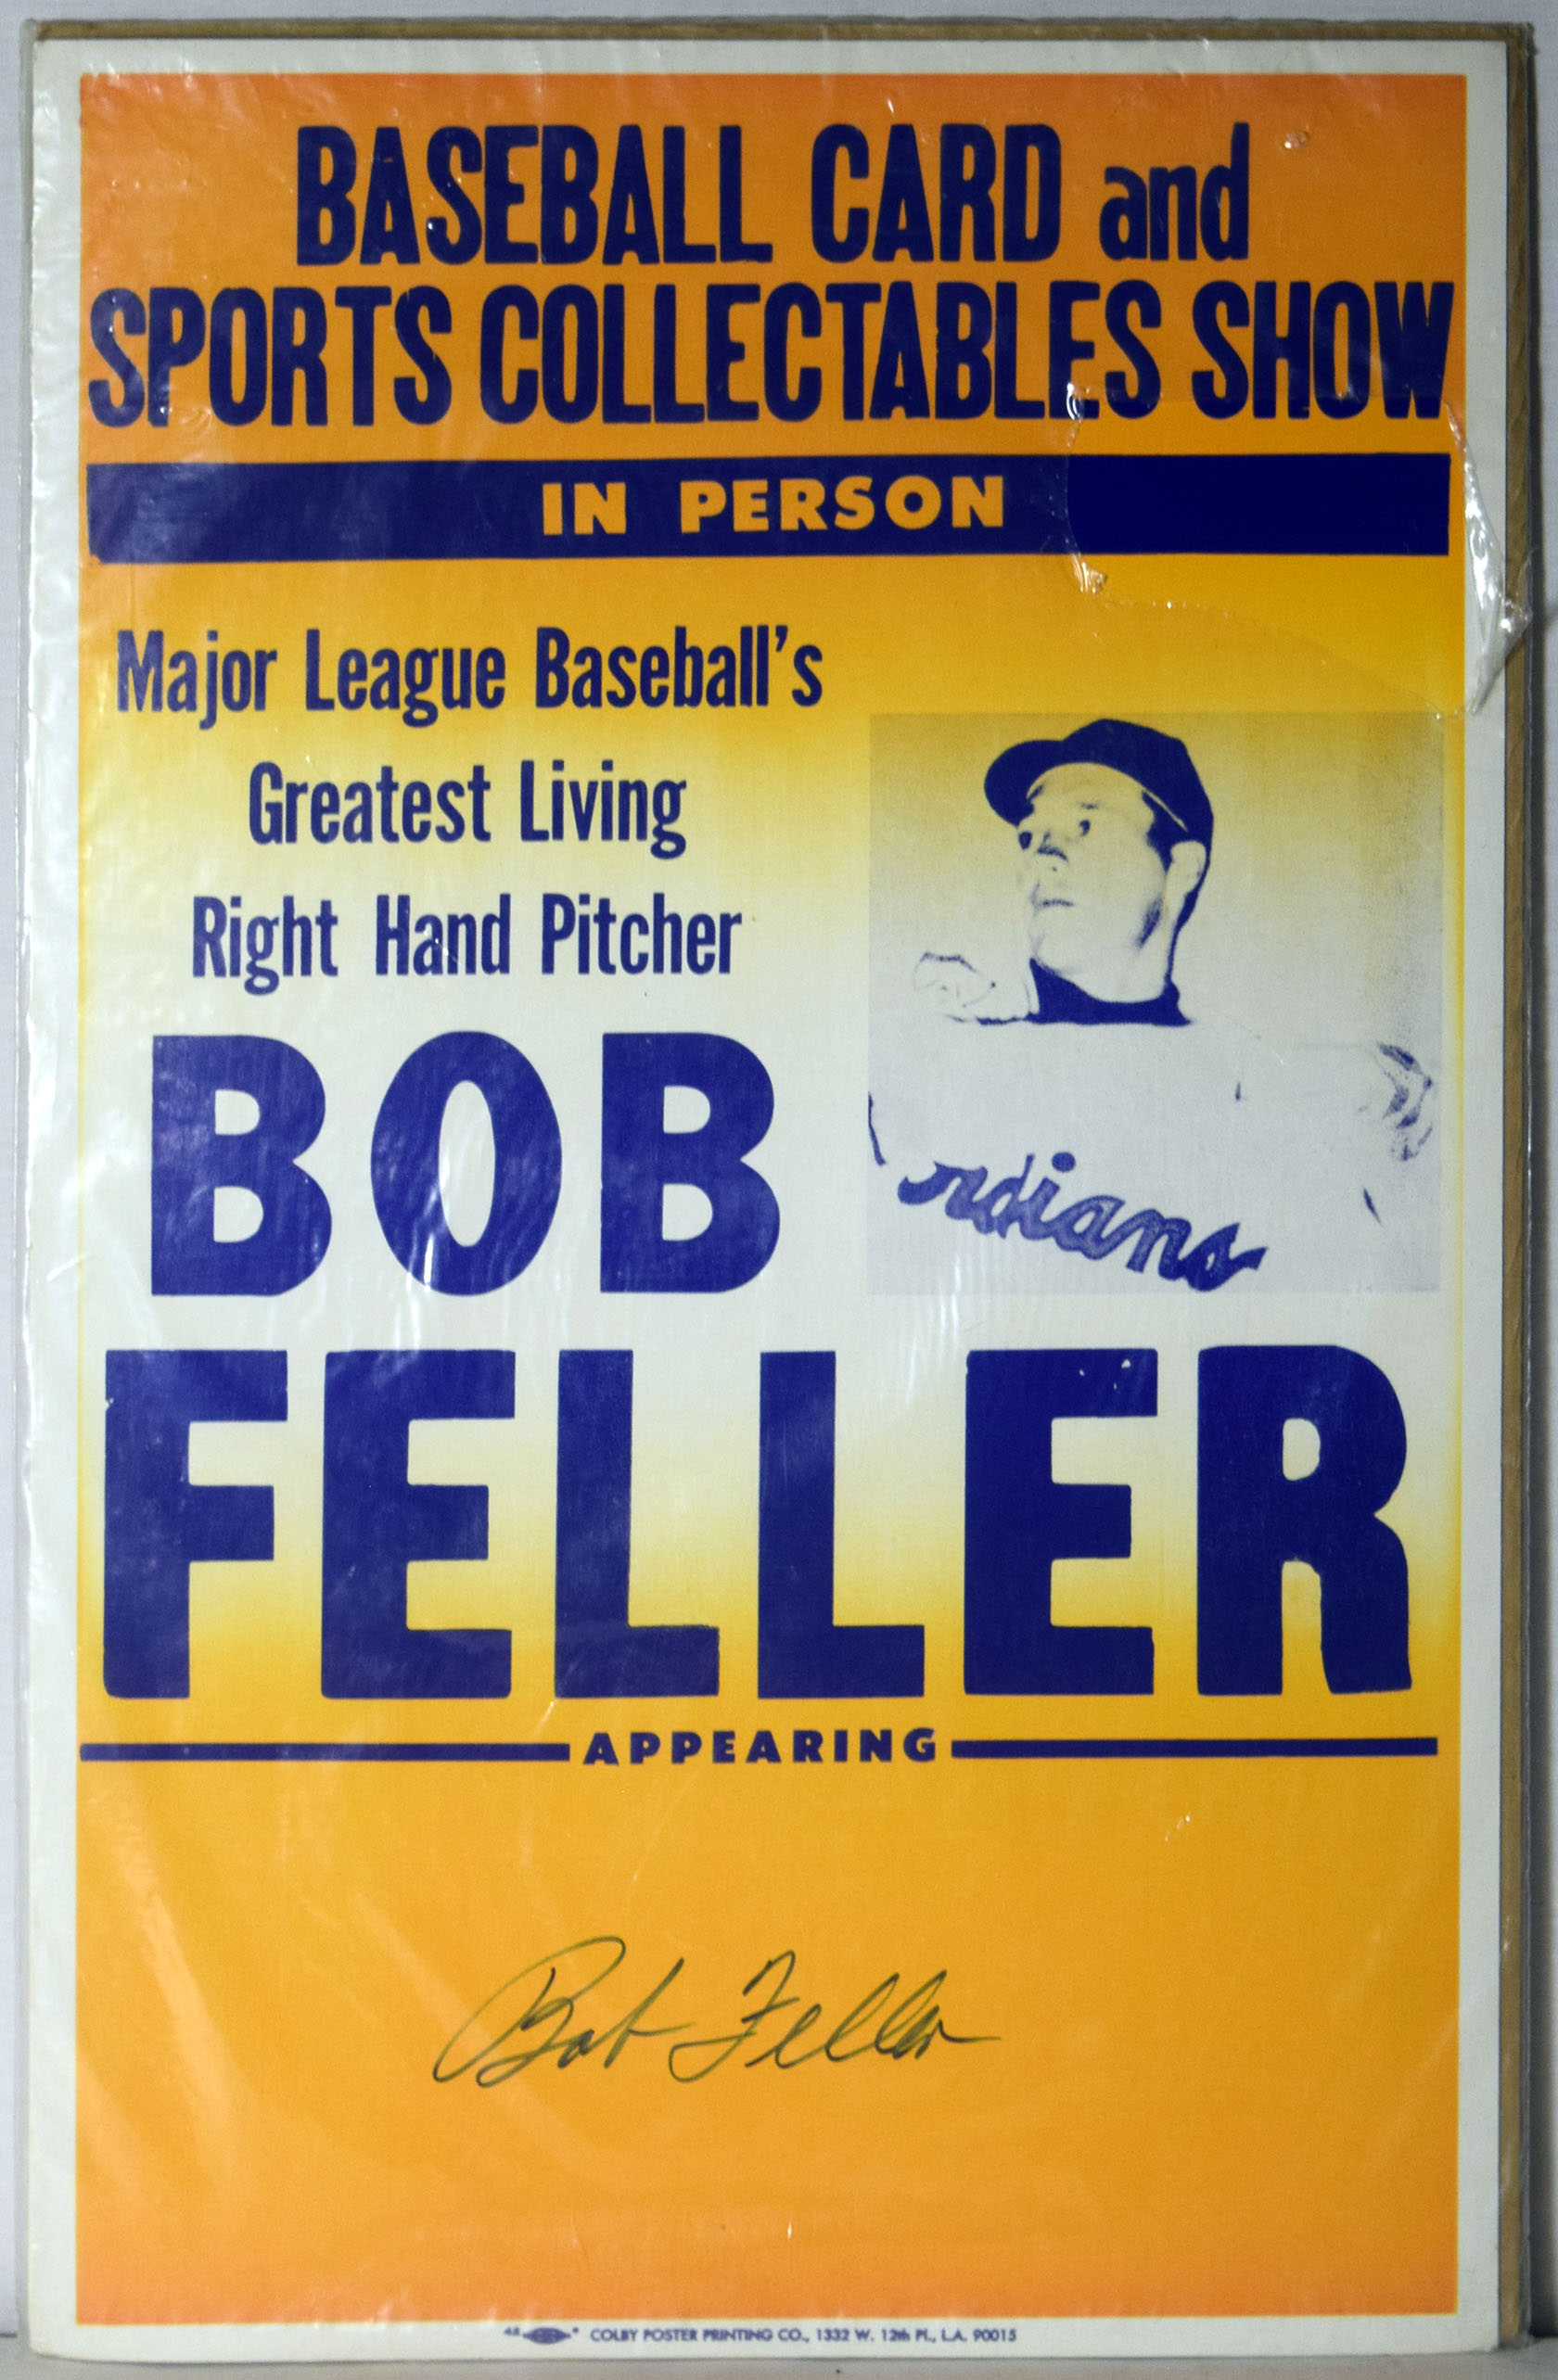 BASEBALL CARD and
SPORTS COLLECTABLES SHOW
IN PERSON
Major League Baseball's
Greatest Living
Right Hand Pitcher
BOB
FELLER
ndians
APPEARING
Bob Feller
COLBY POSTER PRINTING CO., 1332 W. 12th Pl., L.A. 90015